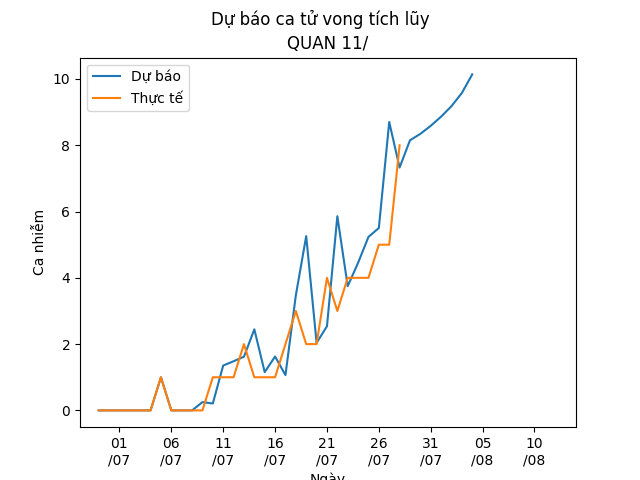 Dự báo ca tử vong tích lũy
QUAN 11/
Dự báo
Thực tế
Ca nhiễm
10
8
6
4
2
0
01 06 11 16 21 26 31 05 10
/07 /07 /07 /07 /07 /07 /07 /08 /08
Ngày